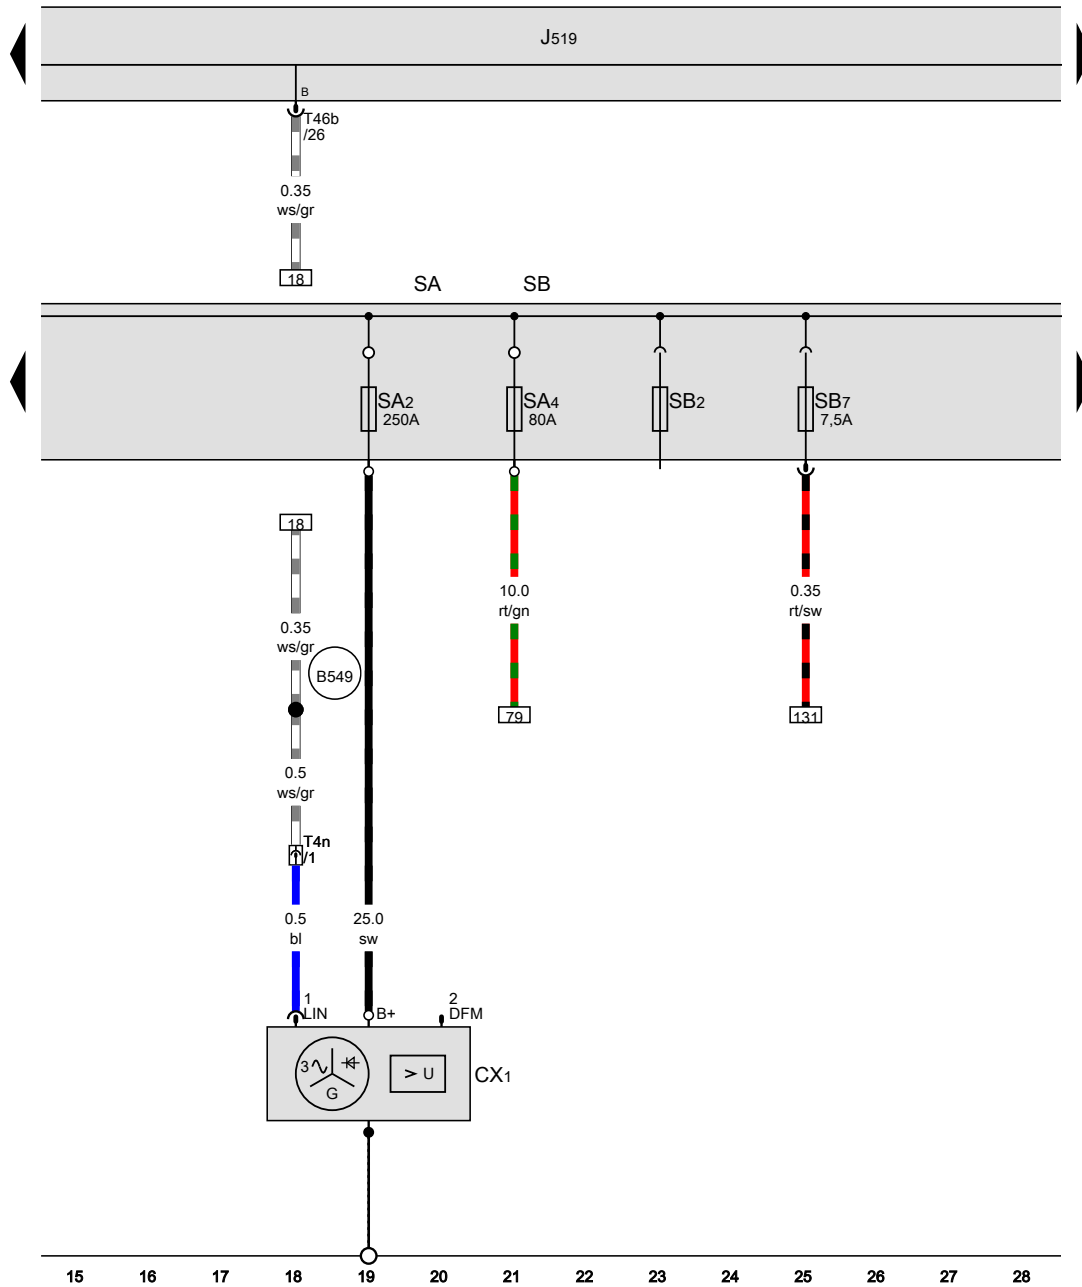 J519
B
T46b
/26
0.35
ws/gr
18
SA
SB
SA2
250A
SA4
80A
SB2
SB7
7,5A
18
0.35
ws/gr
B549
10.0
rt/gn
79
0.35
rt/sw
131
0.5
ws/gr
T4n
/1
0.5
bl
25.0
sw
1
LIN
B+
2
DFM
3
G
> U
CX1
15 16 17 18 19 20 21 22 23 24 25 26 27 28